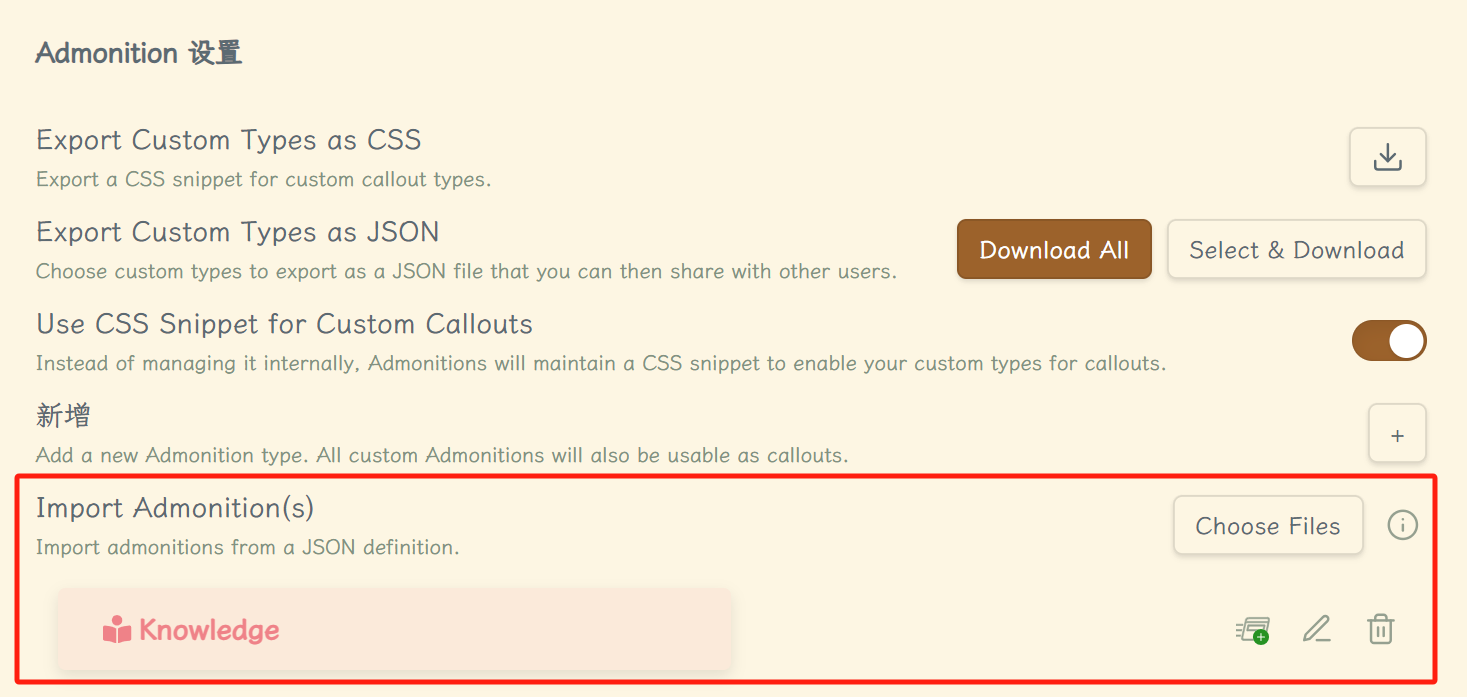 Admonition 设置
Export Custom Types as CSS
Export a CSS snippet for custom callout types.
Export Custom Types as JSON
Choose custom types to export as a JSON file that you can then share with other users.
Download All
Select & Download
Use CSS Snippet for Custom Callouts
Instead of managing it internally, Admonitions will maintain a CSS snippet to enable your custom types for callouts.
新增
Add a new Admonition type. All custom Admonitions will also be usable as callouts.
+
Import Admonition(s)
Import admonitions from a JSON definition.
Choose Files
Knowledge